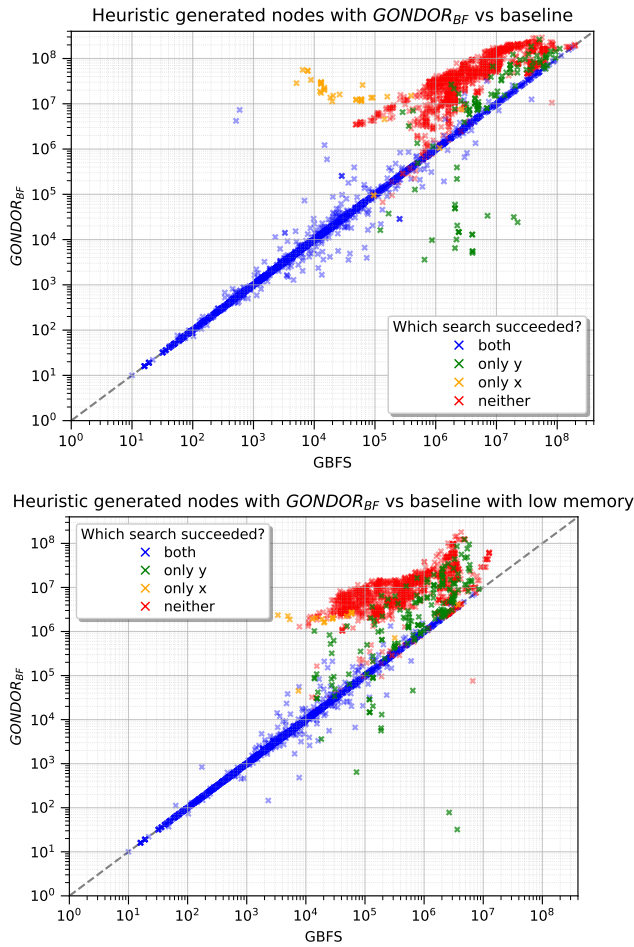 Heuristic generated nodes with GONDOR_BF vs baseline
10^8
10^7
10^6
10^5
10^4
10^3
10^2
10^1
10^0
GONDOR_BF
Which search succeeded?
both
only y
only x
neither
10^0 10^1 10^2 10^3 10^4 10^5 10^6 10^7 10^8
GBFS
Heuristic generated nodes with GONDOR_BF vs baseline with low memory
Which search succeeded?
both
only y
only x
neither
10^8
10^7
10^6
10^5
10^4
10^3
10^2
10^1
10^0
GONDOR_BF
10^0 10^1 10^2 10^3 10^4 10^5 10^6 10^7 10^8
GBFS